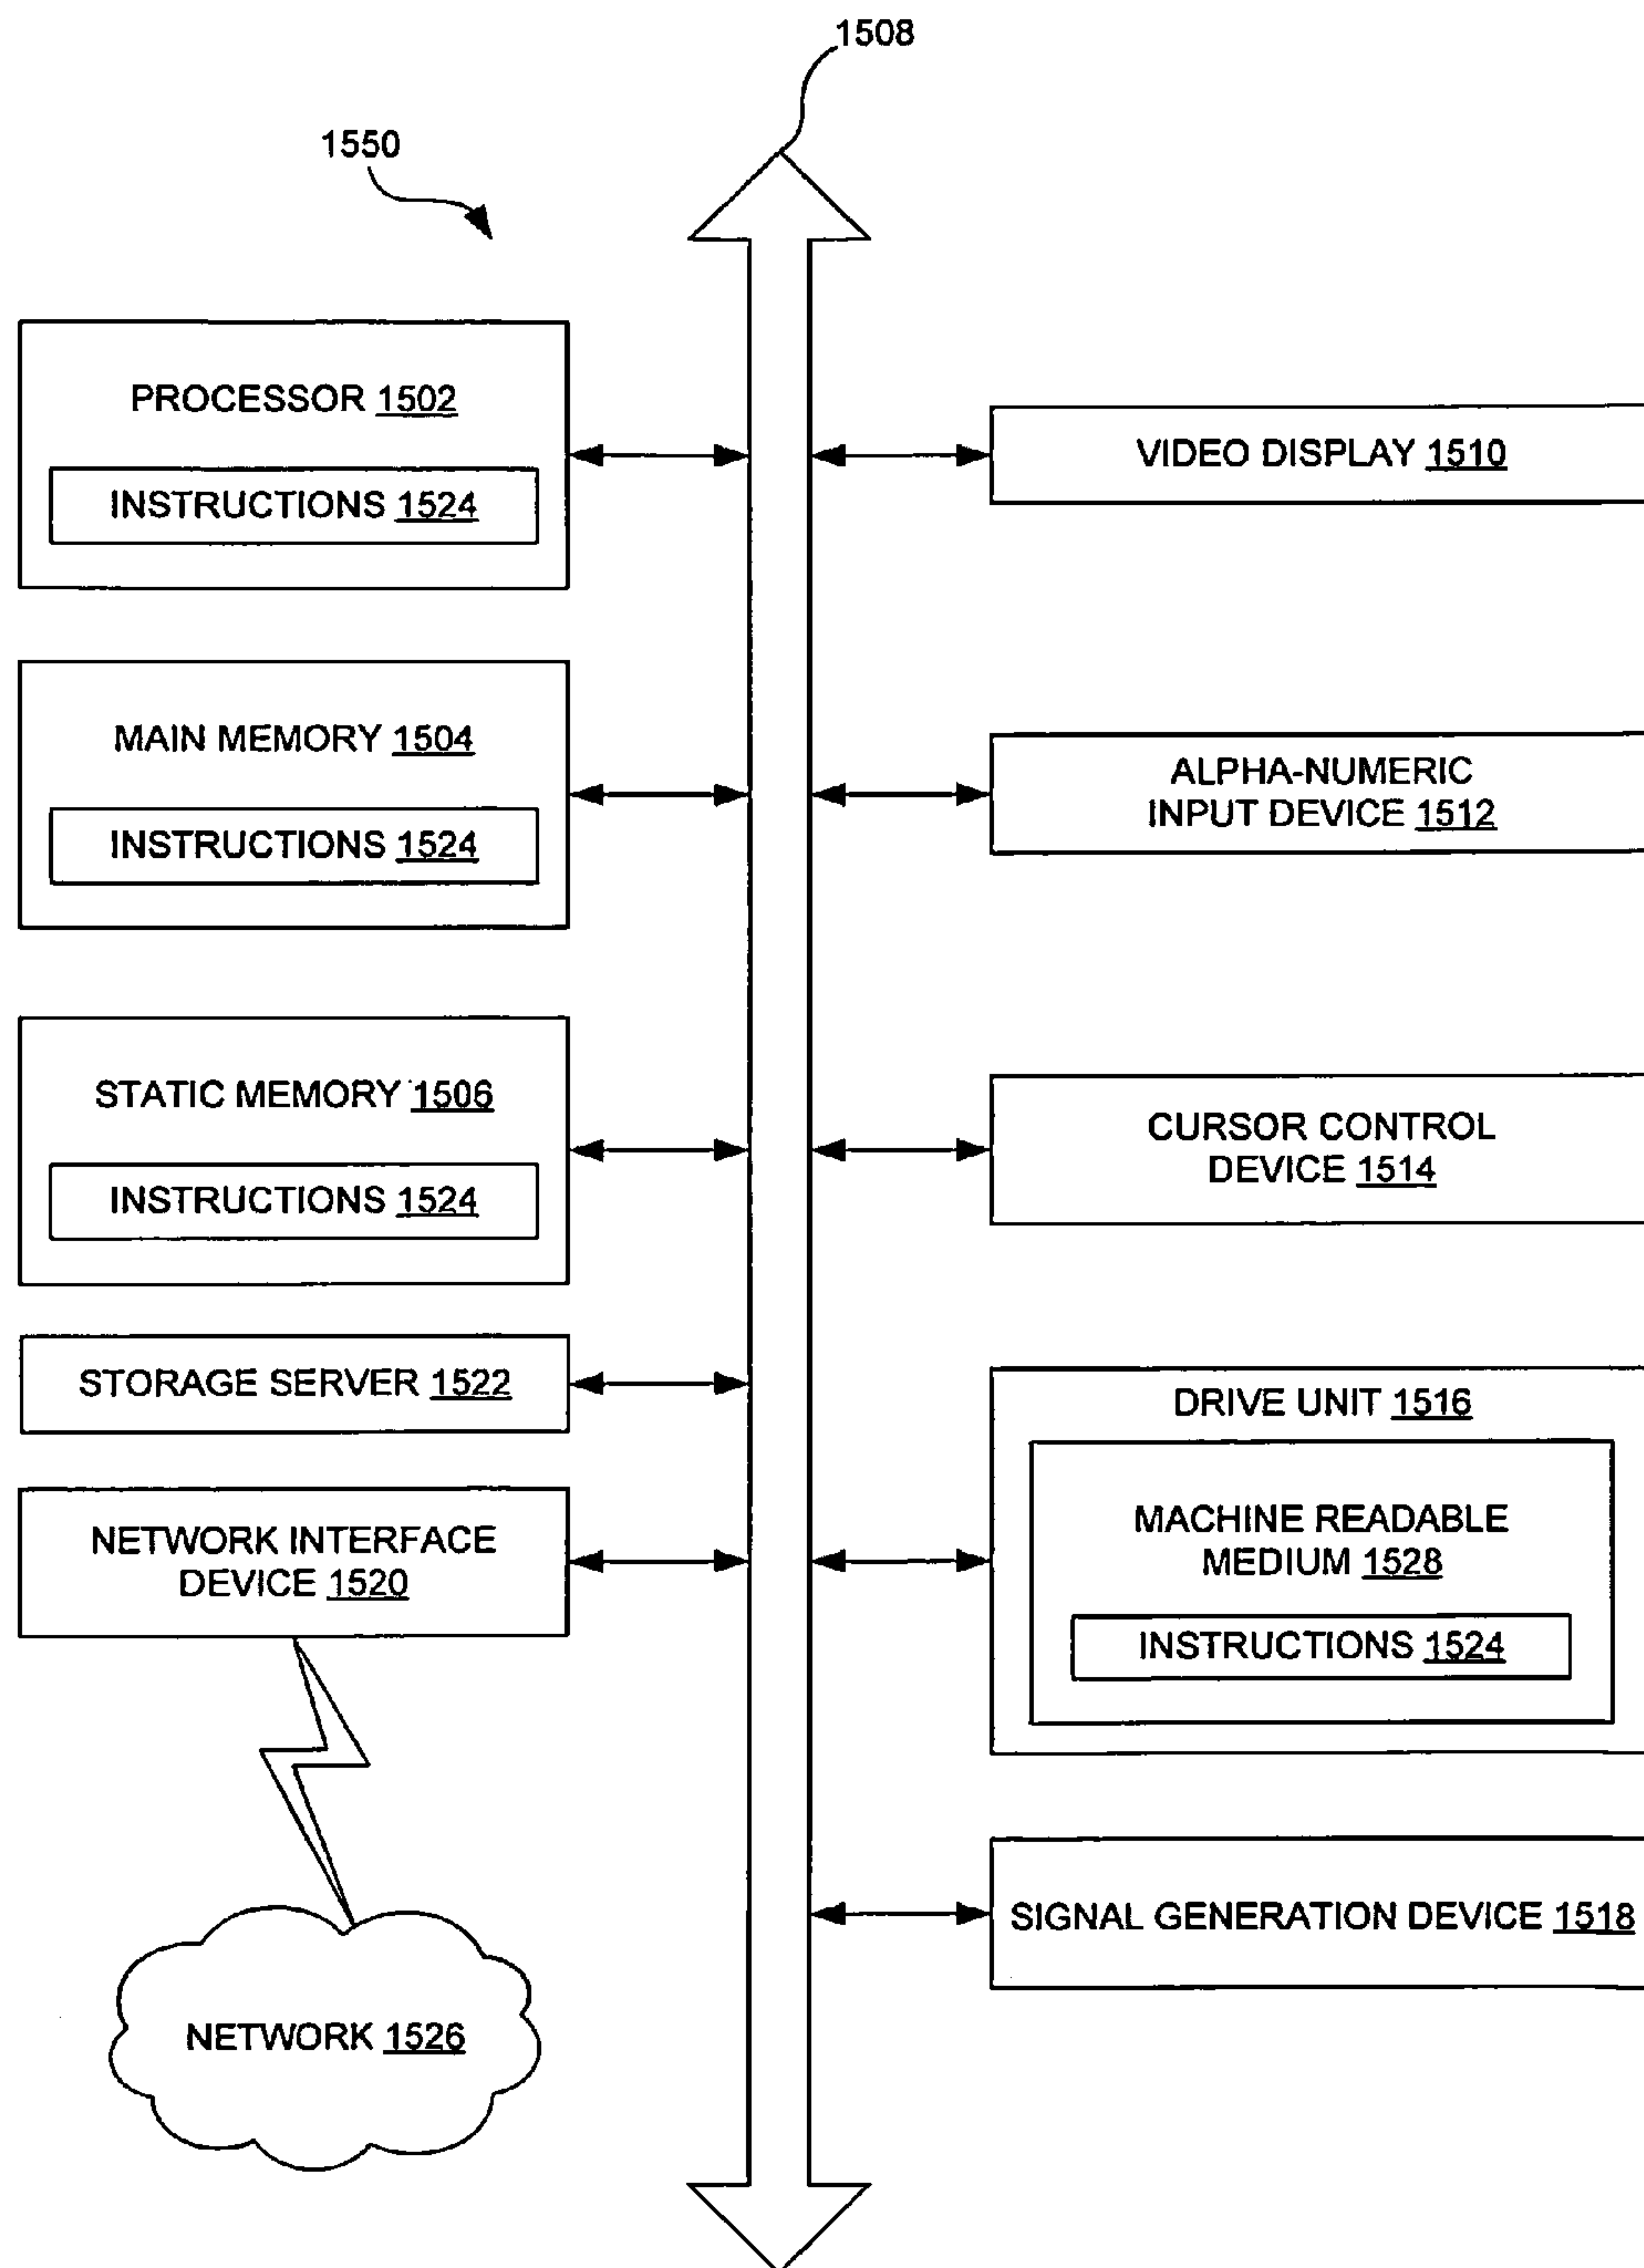 1508
1550
PROCESSOR 1502
INSTRUCTIONS 1524
MAIN MEMORY 1504
INSTRUCTIONS 1524
STATIC MEMORY 1506
INSTRUCTIONS 1524
STORAGE SERVER 1522
NETWORK INTERFACE
DEVICE 1520
NETWORK 1526
VIDEO DISPLAY 1510
ALPHA-NUMERIC
INPUT DEVICE 1512
CURSOR CONTROL
DEVICE 1514
DRIVE UNIT 1516
MACHINE READABLE
MEDIUM 1528
INSTRUCTIONS 1524
SIGNAL GENERATION DEVICE 1518